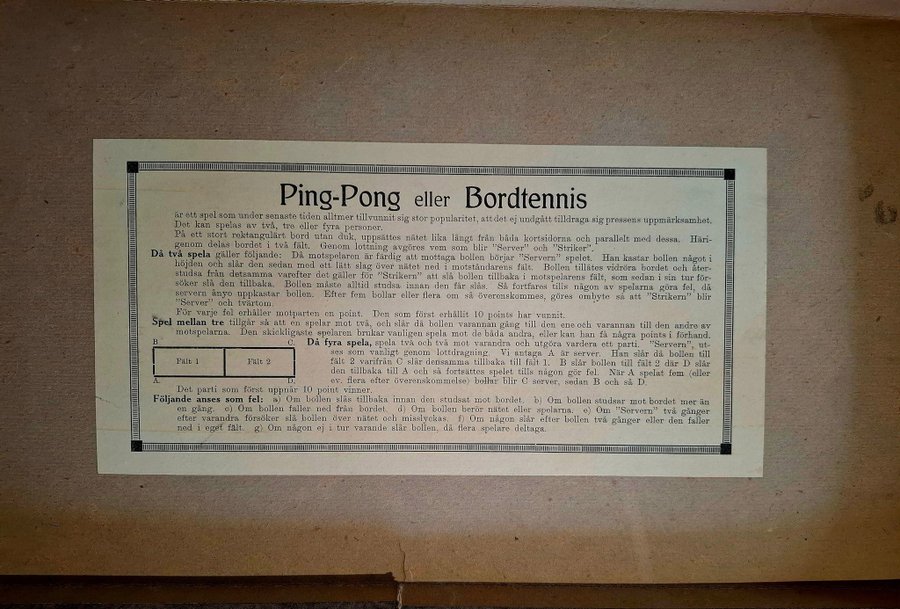 Ping-Pong eller Bordtennis
är ett spel som under senaste tiden alltmer tillvunnit sig stor popularitet, att det ej undgått tilldraga sig pressens uppmärksamhet.
Det kan spelas av två, tre eller fyra personer.
På ett stort rektangulärt bord utan duk, uppsättes nätet lika långt från båda kortsidorna och parallelt med dessa. Häri-
genom delas bordet i två fält. Genom lottning avgöres vem som blir "Server" och "Striker".
Då två spela gäller följande: Då motspelaren är färdig att mottaga bollen börjar "Servern" spelet. Han kastar bollen något i
höjden och slår den sedan med ett lätt slag över nätet ned i motståndarens fält. Bollen tillåtes vidröra bordet och åter-
studsa från detsamma varefter det gäller för "Strikern" att slå bollen tillbaka i motspelarens fält, som sedan i sin tur för-
söker slå den tillbaka. Bollen måste alltid studsa innan den får slås. Så fortfares tills någon av spelarna göra fel, då
servern ånyo uppkastar bollen. Efter fem bollar eller flera om så överenskommes, göres ombyte så att "Strikern" blir
"Server" och tvärtom.
För varje fel erhåller motparten en point. Den som först erhållit 10 points har vunnit.
Spel mellan tre tillgår så att en spelar mot två, och slår då bollen varannan gång till den ene och varannan till den andre av
motspelarna. Den skickligaste spelaren brukar vanligen spela mot de båda andra, eller kan han få några points i förhand.
B C.
Fält 1 Fält 2
A. D.
Då fyra spela, spela två och två mot varandra och utgöra vardera ett parti. "Servern", ut-
ses som vanligt genom lottdragning. Vi antaga A är server. Han slår då bollen till
fält 2 varifrån C slår densamma tillbaka till fält 1. B slår bollen till fält 2 där D slår
den tillbaka till A och så fortsättes spelet tills någon gör fel. När A spelat fem (eller
ev. flera efter överenskommelse) bollar blir C server, sedan B och så D.
Det parti som först uppnår 10 point vinner.
Följande anses som fel: a) Om bollen slås tillbaka innan den studsat mot bordet. b) Om bollen studsar mot bordet mer än
en gång. c) Om bollen faller ned från bordet. d) Om bollen berör nätet eller spelarna. e) Om "Servern" två gånger
efter varandra, försöker slå bollen över nätet och misslyckas. f) Om någon slår efter bollen två gånger eller den faller
ned i eget fält. g) Om någon ej i tur varande slår bollen, då flera spelare deltaga.